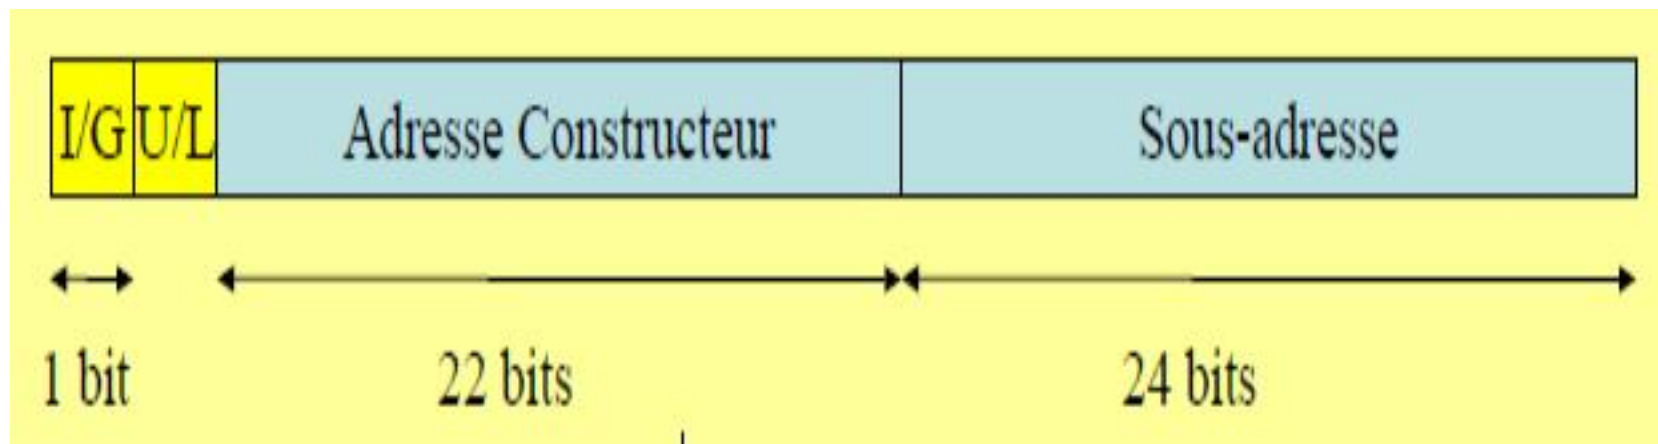 I/G U/L Adresse Constructeur Sous-adresse
1 bit 22 bits 24 bits